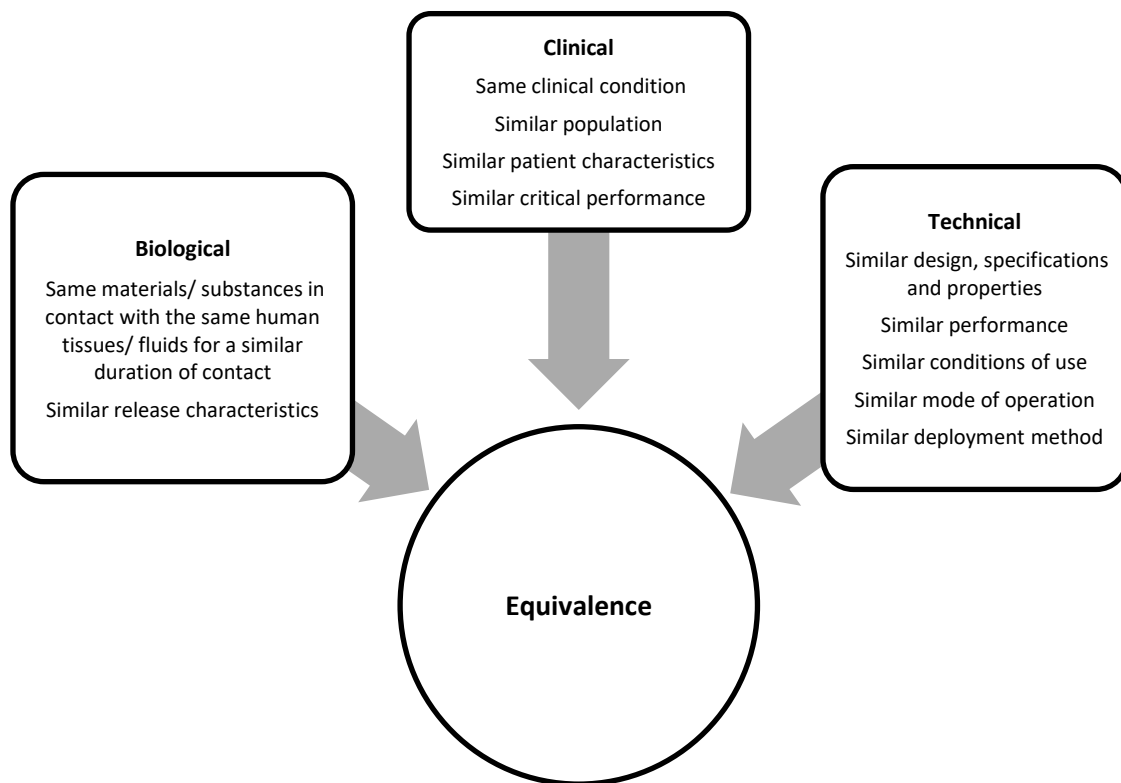 Clinical
Same clinical condition
Similar population
Similar patient characteristics
Similar critical performance
Biological
Same materials/ substances in
contact with the same human
tissues/ fluids for a similar
duration of contact
Similar release characteristics
Technical
Similar design, specifications
and properties
Similar performance
Similar conditions of use
Similar mode of operation
Similar deployment method
Equivalence